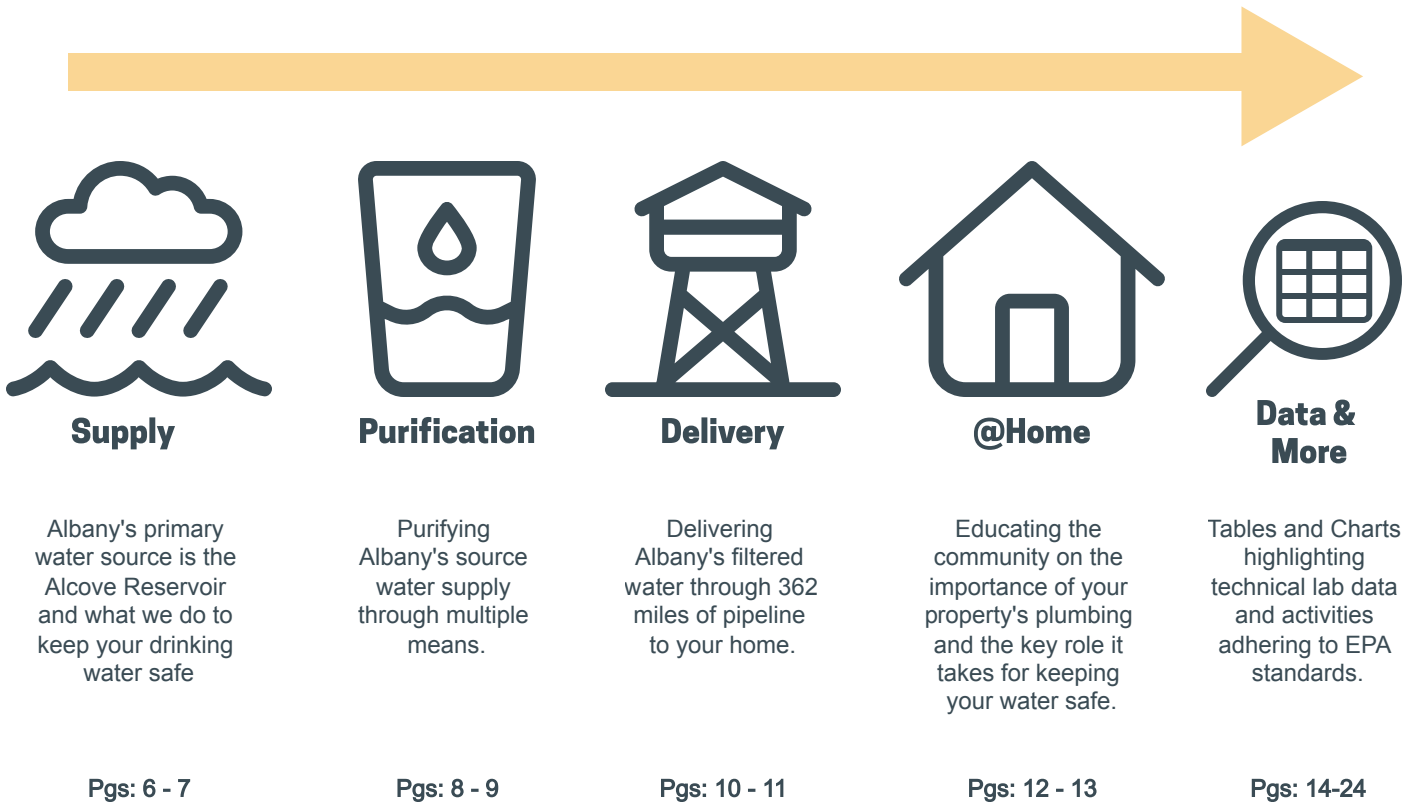 Supply
Albany's primary
water source is the
Alcove Reservoir
and what we do to
keep your drinking
water safe
Pgs: 6 - 7
Purification
Purifying
Albany's source
water supply
through multiple
means.
Pgs: 8 - 9
Delivery
Delivering
Albany's filtered
water through 362
miles of pipeline
to your home.
Pgs: 10 - 11
@Home
Educating the
community on the
importance of your
property's plumbing
and the key role it
takes for keeping
your water safe.
Pgs: 12 - 13
Data &
More
Tables and Charts
highlighting
technical lab data
and activities
adhering to EPA
standards.
Pgs: 14-24